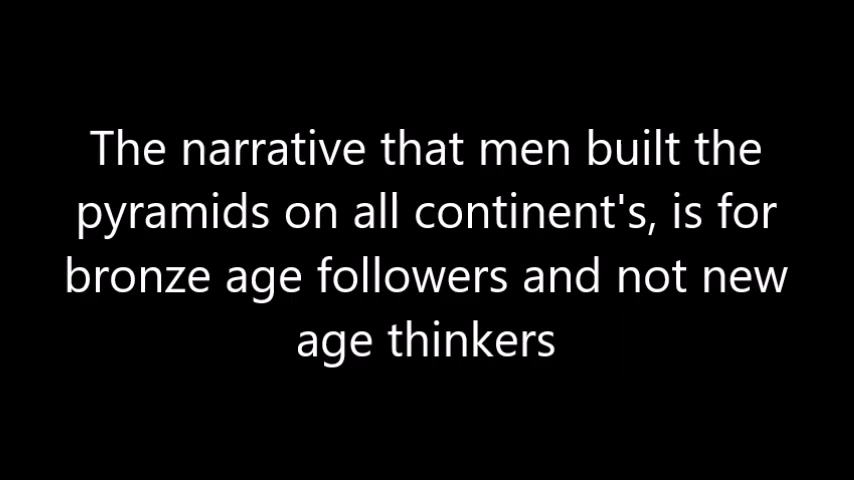 The narrative that men built the
pyramids on all continent's, is for
bronze age followers and not new
age thinkers